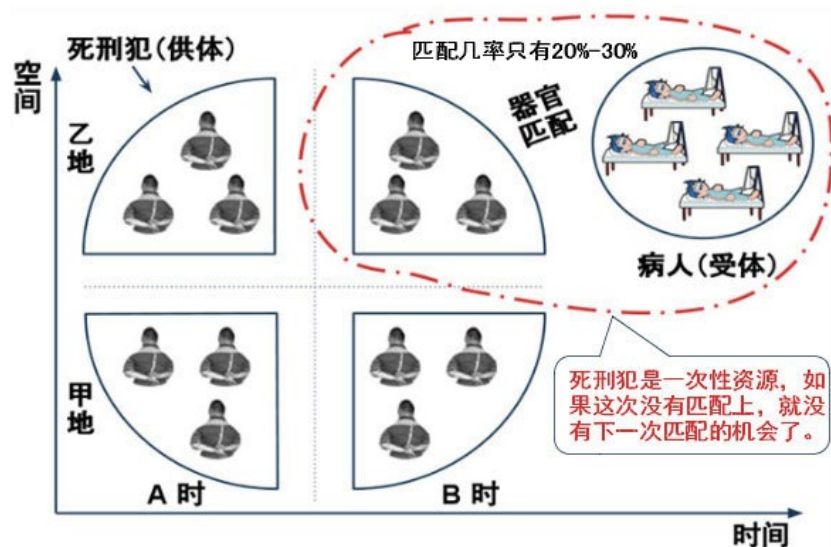 死刑犯(供体)
匹配几率只有20%-30%
空间
乙地
器官
匹配
病人(受体)
甲地
死刑犯是一次性资源，如
果这次没有匹配上，就没
有下一次匹配的机会了。
A 时
B 时
时间